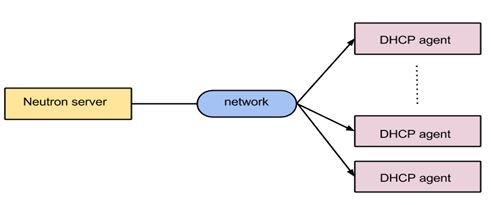 DHCP agent
Neutron server
network
DHCP agent
DHCP agent